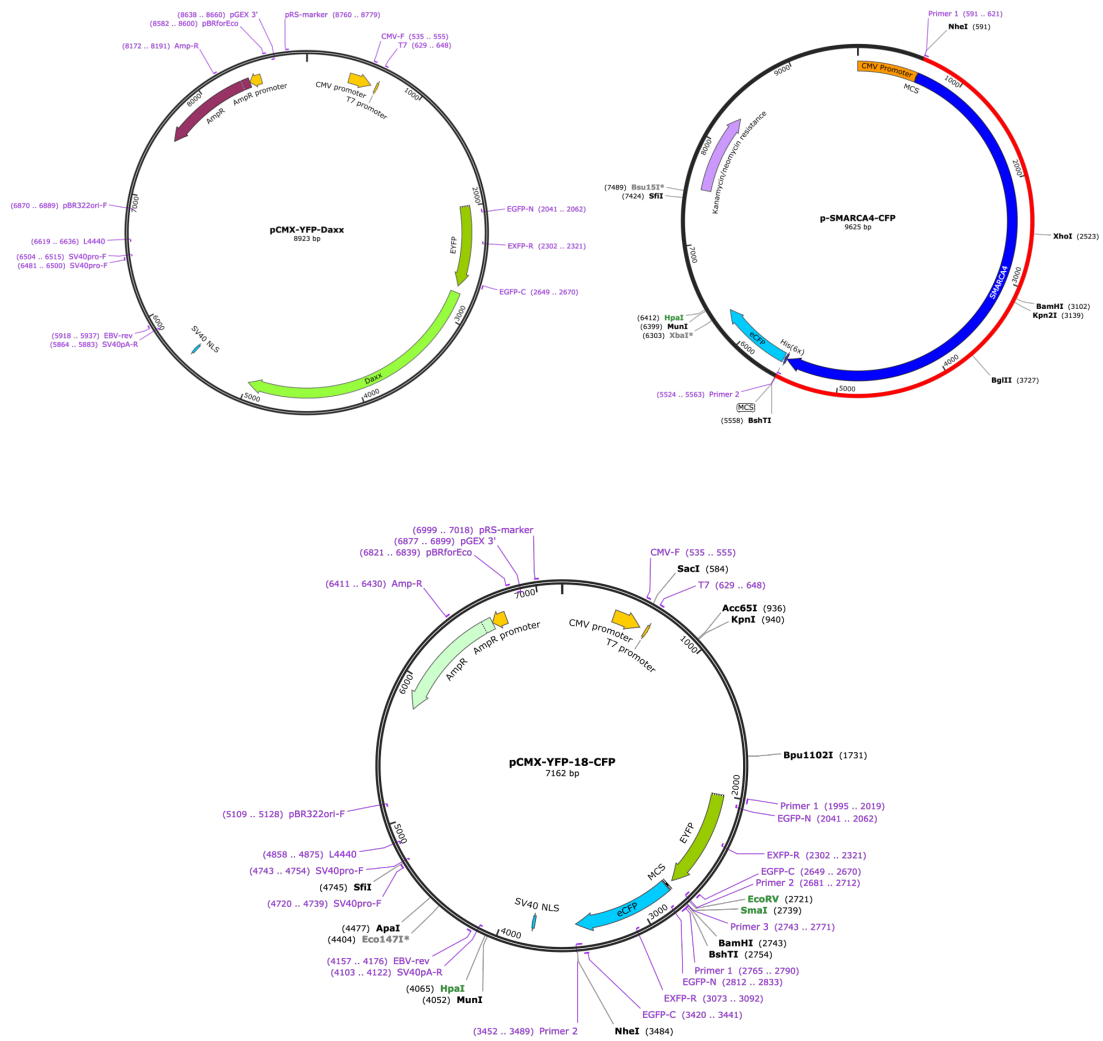 (8638 .. 8660) pGEX 3'
pRS-marker (8760 .. 8779)
(8582 .. 8600) pBRforEco
(8172 .. 8191) Amp-R
CMV-F (535 .. 555)
T7 (629 .. 648)
8000
1000
AmpR promoter
AmpR
CMV promoter
T7 promoter
7000
2000
(6870 .. 6889) pBR322ori-F
EGFP-N (2041 .. 2062)
pCMX-YFP-Daxx
8923 bp
(6619 .. 6636) L4440
EYFP
EXFP-R (2302 .. 2321)
(6504 .. 6515) SV40pro-F
(6481 .. 6500) SV40pro-F
EGFP-C (2649 .. 2670)
3000
6000
(5918 .. 5937) EBV-rev
(5864 .. 5883) SV40pA-R
SV40 NLS
Daxx
5000
4000
Primer 1 (591 .. 621)
NheI (591)
9000
CMV Promoter
MCS
1000
8000
Kanamycin/neomycin resistance
2000
(7489) Bsu15I*
(7424) SfiI
p-SMARCA4-CFP
9625 bp
XhoI (2523)
7000
SMARCA4
3000
BamHI (3102)
Kpn2I (3139)
(6412) HpaI
(6399) MunI
(6303) XbaI*
eCFP
His(6x)
6000
4000
BglII (3727)
5000
(5524 .. 5563) Primer 2
MCS
(5558) BshTI
(6999 .. 7018) pRS-marker
(6877 .. 6899) pGEX 3'
(6821 .. 6839) pBRforEco
CMV-F (535 .. 555)
SacI (584)
(6411 .. 6430) Amp-R
T7 (629 .. 648)
7000
Acc65I (936)
KpnI (940)
AmpR promoter
AmpR
CMV promoter
T7 promoter
1000
6000
pCMX-YFP-18-CFP
7162 bp
Bpu1102I (1731)
2000
Primer 1 (1995 .. 2019)
EGFP-N (2041 .. 2062)
(5109 .. 5128) pBR322ori-F
5000
EYFP
(4858 .. 4875) L4440
EXFP-R (2302 .. 2321)
(4743 .. 4754) SV40pro-F
MCS
EGFP-C (2649 .. 2670)
(4745) SfiI
Primer 2 (2681 .. 2712)
(4720 .. 4739) SV40pro-F
EcoRV (2721)
SV40 NLS
eCFP
3000
SmaI (2739)
(4477) ApaI
4000
Primer 3 (2743 .. 2771)
(4404) Eco147I*
BamHI (2743)
BshTI (2754)
(4157 .. 4176) EBV-rev
Primer 1 (2765 .. 2790)
(4103 .. 4122) SV40pA-R
EGFP-N (2812 .. 2833)
(4065) HpaI
EXFP-R (3073 .. 3092)
(4052) MunI
EGFP-C (3420 .. 3441)
(3452 .. 3489) Primer 2
NheI (3484)